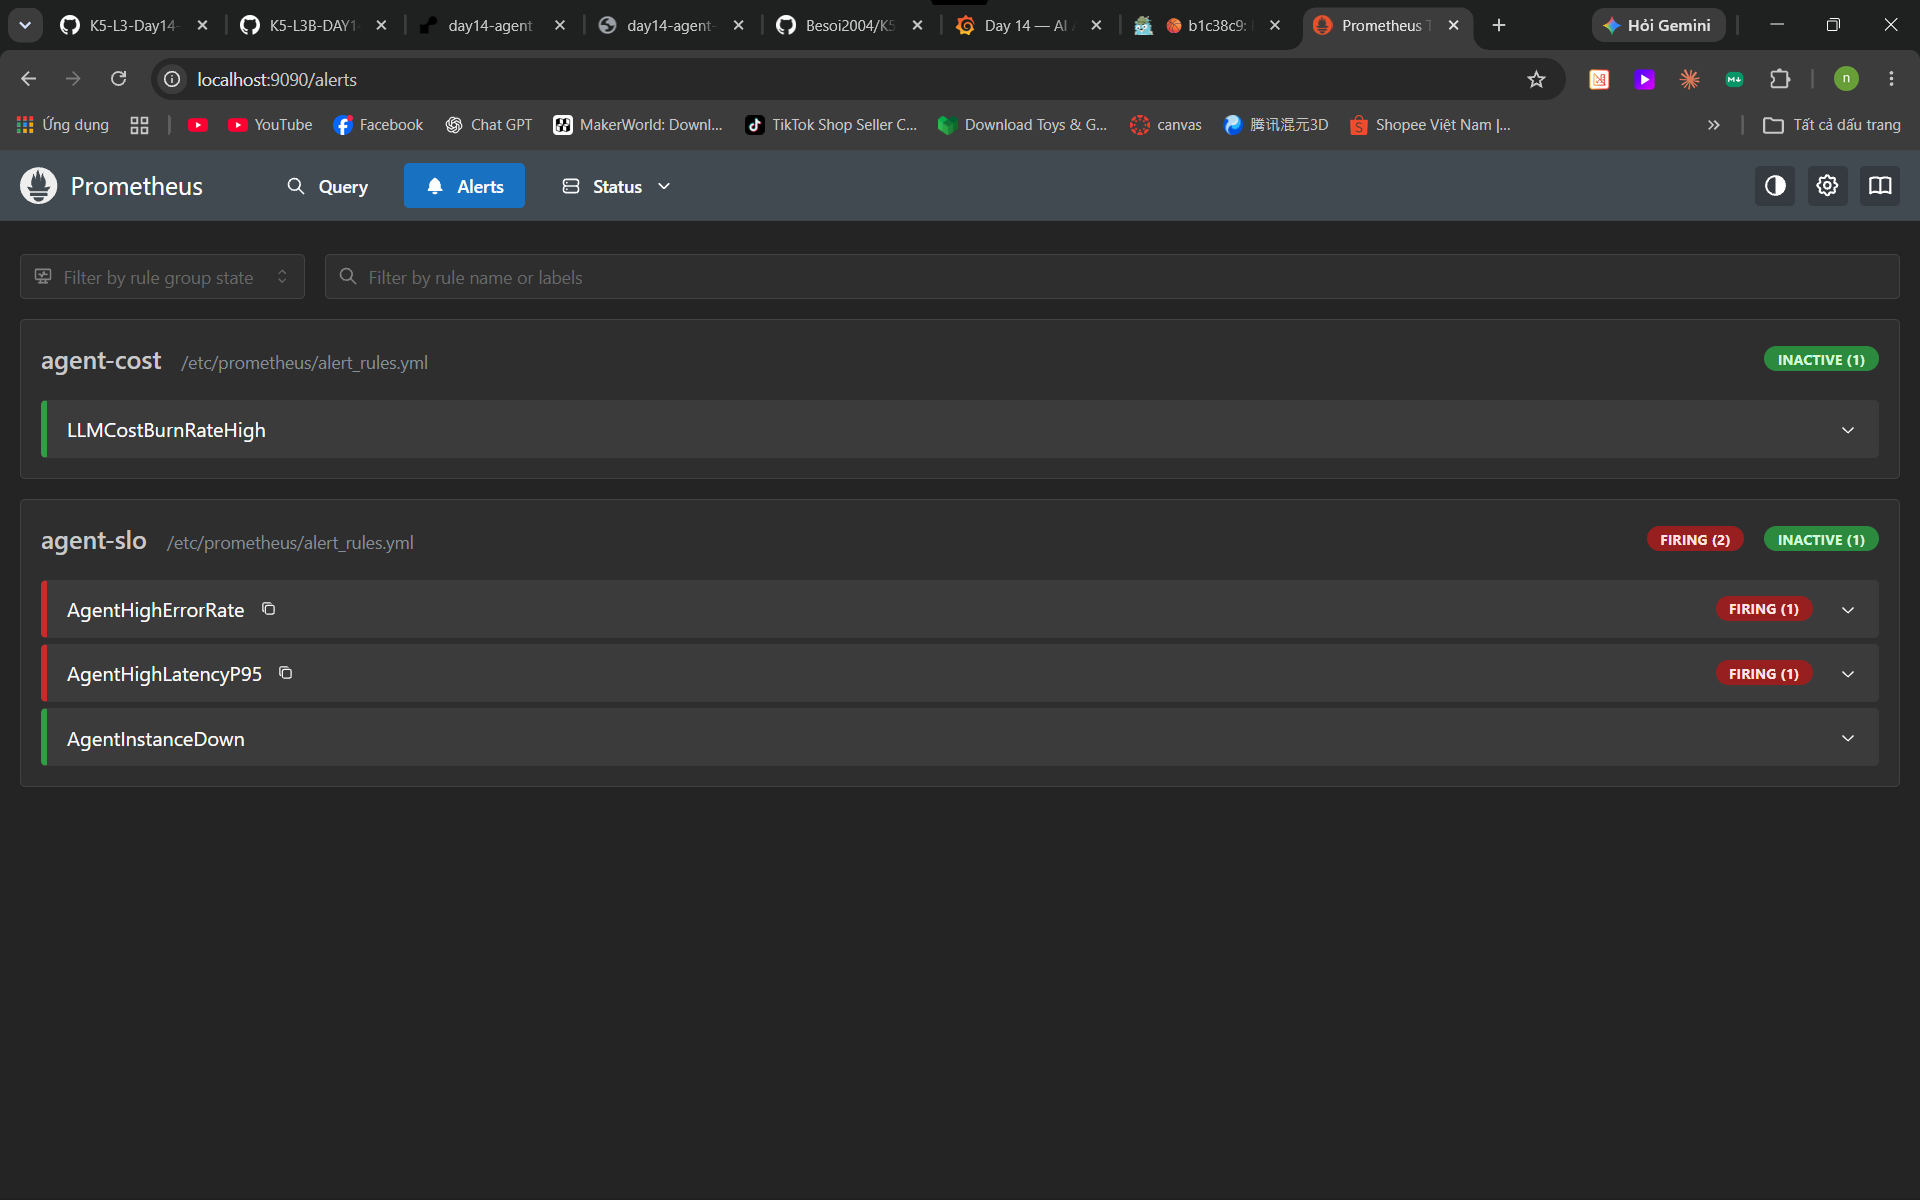 K5-L3-Day14-
K5-L3B-DAY1
day14-agent
day14-agent-
Besoi2004/K5
Day 14 — AI
b1c38c9:
Prometheus T
Hỏi Gemini
localhost:9090/alerts
n
Ứng dụng
YouTube
Facebook
Chat GPT
MakerWorld: Downl...
TikTok Shop Seller C...
Download Toys & G...
canvas
腾讯混元3D
Shopee Việt Nam |...
Tất cả dấu trang
Prometheus
Query
Alerts
Status
Filter by rule group state
Filter by rule name or labels
agent-cost /etc/prometheus/alert_rules.yml
INACTIVE (1)
LLMCostBurnRateHigh
agent-slo /etc/prometheus/alert_rules.yml
FIRING (2)
INACTIVE (1)
AgentHighErrorRate
FIRING (1)
AgentHighLatencyP95
FIRING (1)
AgentInstanceDown